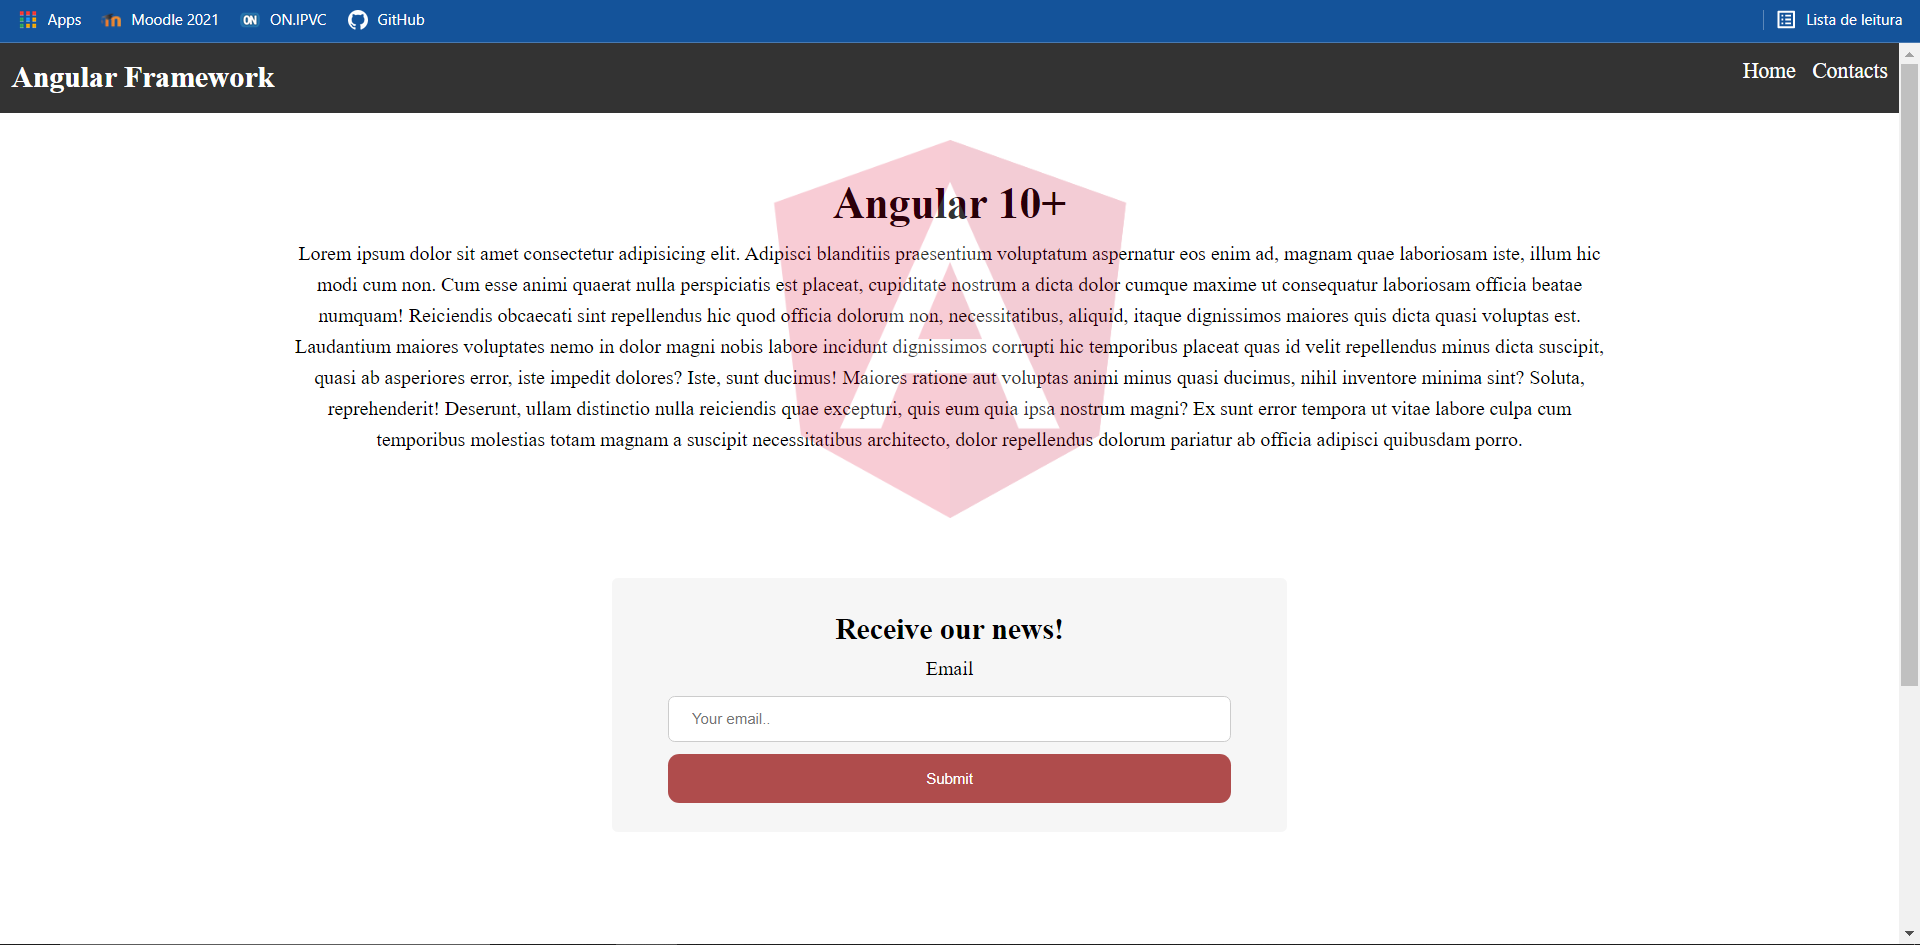 Apps Moodle 2021 ON ON.IPVC GitHub Lista de leitura
Angular Framework Home Contacts
Angular 10+
Lorem ipsum dolor sit amet consectetur adipisicing elit. Adipisci blanditiis praesentium voluptatum aspernatur eos enim ad, magnam quae laboriosam iste, illum hic
modi cum non. Cum esse animi quaerat nulla perspiciatis est placeat, cupiditate nostrum a dicta dolor cumque maxime ut consequatur laboriosam officia beatae
numquam! Reiciendis obcaecati sint repellendus hic quod officia dolorum non, necessitatibus, aliquid, itaque dignissimos maiores quis dicta quasi voluptas est.
Laudantium maiores voluptates nemo in dolor magni nobis labore incidunt dignissimos corrupti hic temporibus placeat quas id velit repellendus minus dicta suscipit,
quasi ab asperiores error, iste impedit dolores? Iste, sunt ducimus! Maiores ratione aut voluptas animi minus quasi ducimus, nihil inventore minima sint? Soluta,
reprehenderit! Deserunt, ullam distinctio nulla reiciendis quae excepturi, quis eum quia ipsa nostrum magni? Ex sunt error tempora ut vitae labore culpa cum
temporibus molestias totam magnam a suscipit necessitatibus architecto, dolor repellendus dolorum pariatur ab officia adipisci quibusdam porro.
Receive our news!
Email
Your email..
Submit